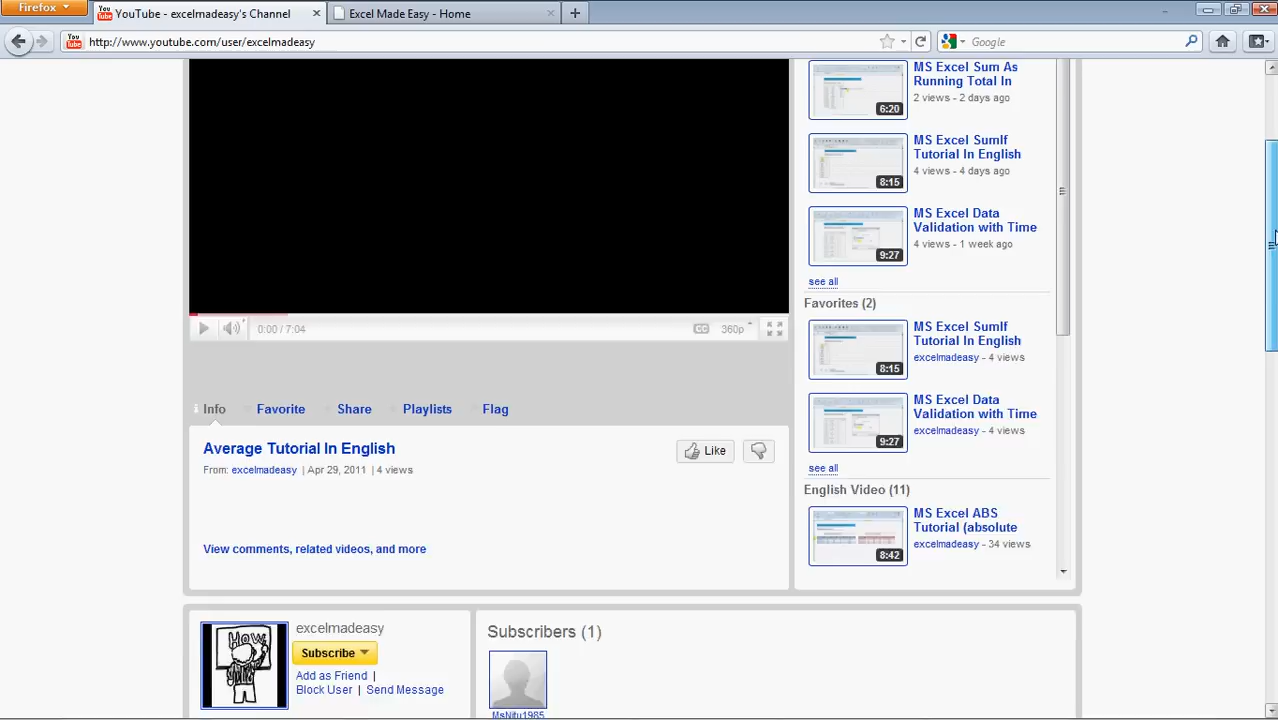 Firefox
YouTube - excelmadeasy's Channel
Excel Made Easy - Home
http://www.youtube.com/user/excelmadeasy
Google
MS Excel Sum As
Running Total In
2 views - 2 days ago
6:20
MS Excel SumIf
Tutorial In English
4 views - 4 days ago
8:15
MS Excel Data
Validation with Time
4 views - 1 week ago
9:27
see all
Favorites (2)
MS Excel SumIf
Tutorial In English
excelmadeasy - 4 views
8:15
MS Excel Data
Validation with Time
excelmadeasy - 4 views
9:27
see all
English Video (11)
MS Excel ABS
Tutorial (absolute
excelmadeasy - 34 views
8:42
0:00 / 7:04
CC
360p
Info
Favorite
Share
Playlists
Flag
Average Tutorial In English
Like
From: excelmadeasy | Apr 29, 2011 | 4 views
View comments, related videos, and more
How
excelmadeasy
Subscribe
Add as Friend |
Block User | Send Message
Subscribers (1)
MsNitu1985